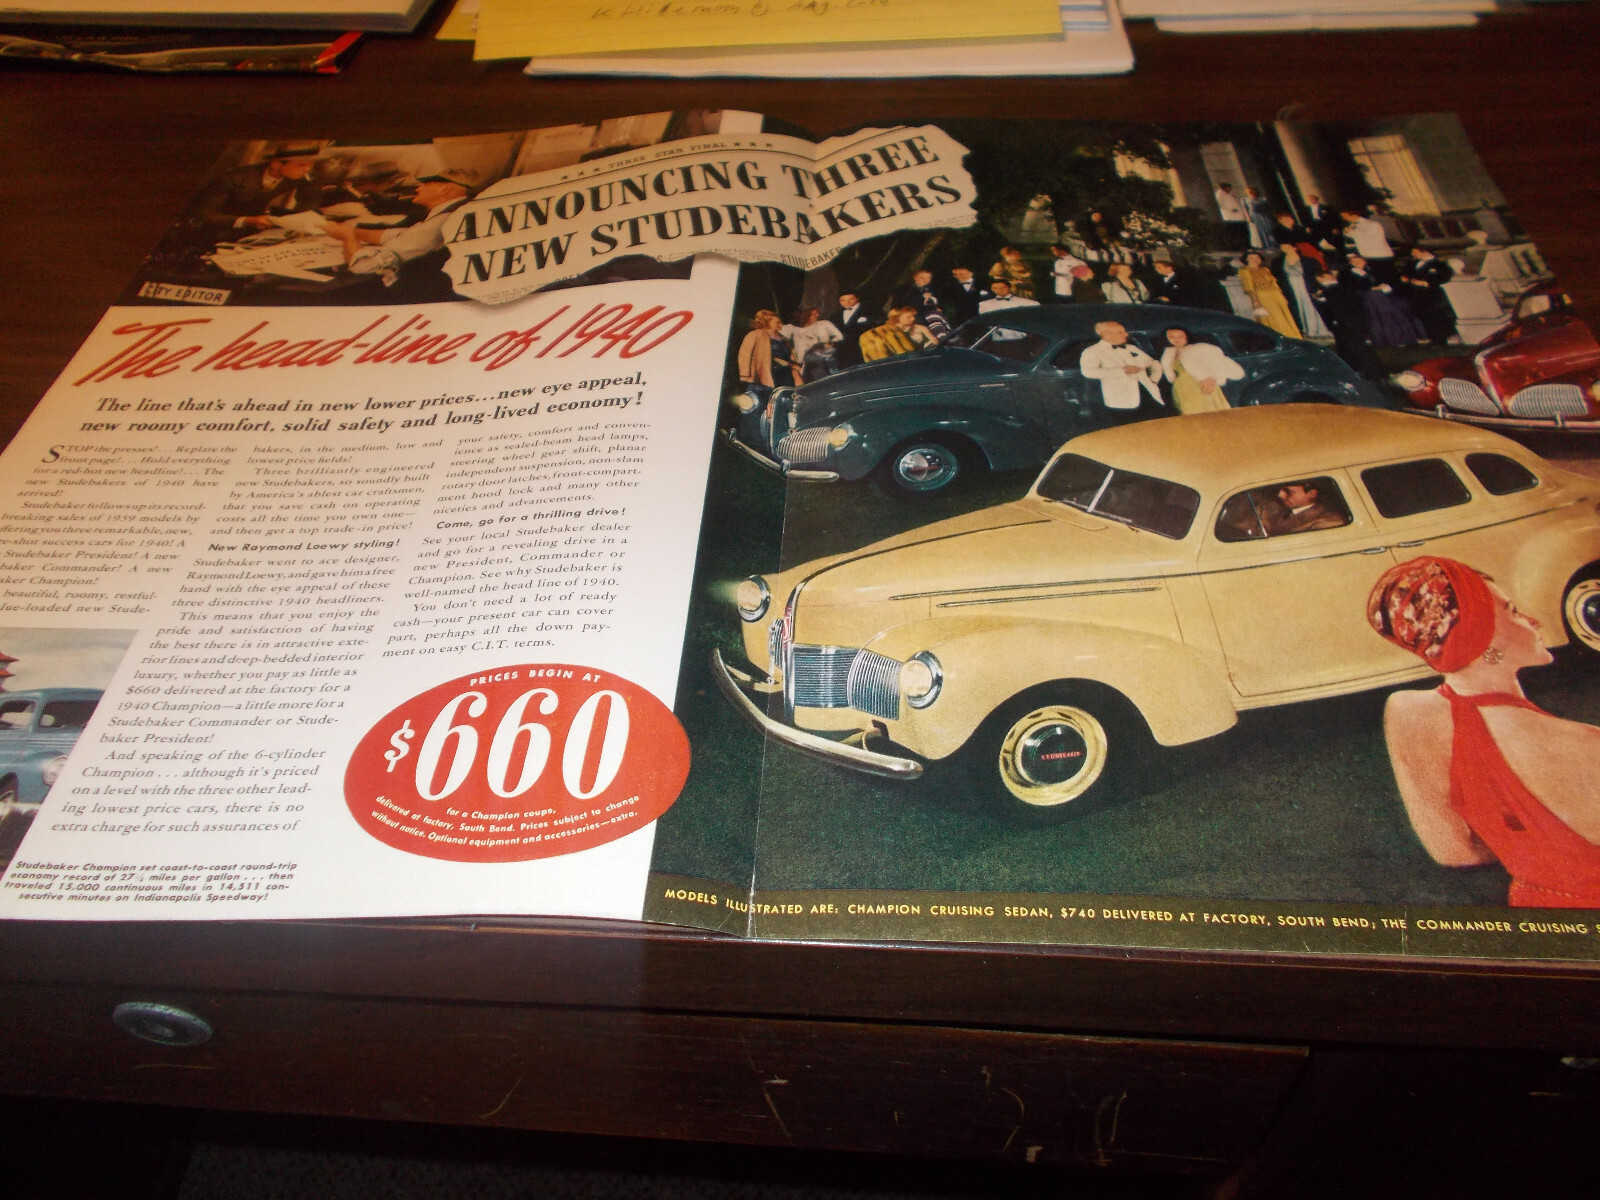 K Hildemon @ Aag. Com
★ ★ ★ THREE STAR FINAL ★ ★ ★
ANNOUNCING THREE
NEW STUDEBAKERS
STUDEBAKER
CITY EDITOR
The head-line of 1940
The line that's ahead in new lower prices...new eye appeal,
new roomy comfort, solid safety and long-lived economy!
STOP the presses!... Replate the
front page!... Hold everything
for a red-hot new headline!... The
new Studebakers of 1940 have
arrived!
Studebaker follows up its record-
breaking sales of 1939 models by
offering you three remarkable, new,
re-shot success cars for 1940! A
Studebaker President! A new
baker Commander! A new
aker Champion!
beautiful, roomy, restful-
lue-loaded new Stude-
bakers, in the medium, low and
lowest price fields!
Three brilliantly engineered
new Studebakers, so soundly built
by America's ablest car craftsmen,
that you save cash on operating
costs all the time you own one—
and then get a top trade-in price!
New Raymond Loewy styling!
Studebaker went to ace designer,
Raymond Loewy, and gave him a free
hand with the eye appeal of these
three distinctive 1940 headliners.
This means that you enjoy the
pride and satisfaction of having
the best there is in attractive exte-
rior lines and deep-bedded interior
luxury, whether you pay as little as
$660 delivered at the factory for a
1940 Champion—a little more for a
Studebaker Commander or Stude-
baker President!
And speaking of the 6-cylinder
Champion... although it's priced
on a level with the three other lead-
ing lowest price cars, there is no
extra charge for such assurances of
your safety, comfort and conven-
ience as sealed-beam head lamps,
steering wheel gear shift, planar
independent suspension, non-slam
rotary door latches, front-compart-
ment hood lock and many other
niceties and advancements.
Come, go for a thrilling drive!
See your local Studebaker dealer
and go for a revealing drive in a
new President, Commander or
Champion. See why Studebaker is
well-named the head line of 1940.
You don't need a lot of ready
cash—your present car can cover
part, perhaps all the down pay-
ment on easy C.I.T. terms.
PRICES BEGIN AT
$660
for a Champion coupe,
delivered at factory, South Bend. Prices subject to change
without notice. Optional equipment and accessories—extra.
Studebaker Champion set coast-to-coast round-trip
economy record of 27¼ miles per gallon... then
traveled 15,000 continuous miles in 14,511 con-
secutive minutes on Indianapolis Speedway!
STUDEBAKER
MODELS ILLUSTRATED ARE: CHAMPION CRUISING SEDAN, $740 DELIVERED AT FACTORY, SOUTH BEND; THE COMMANDER CRUISING S